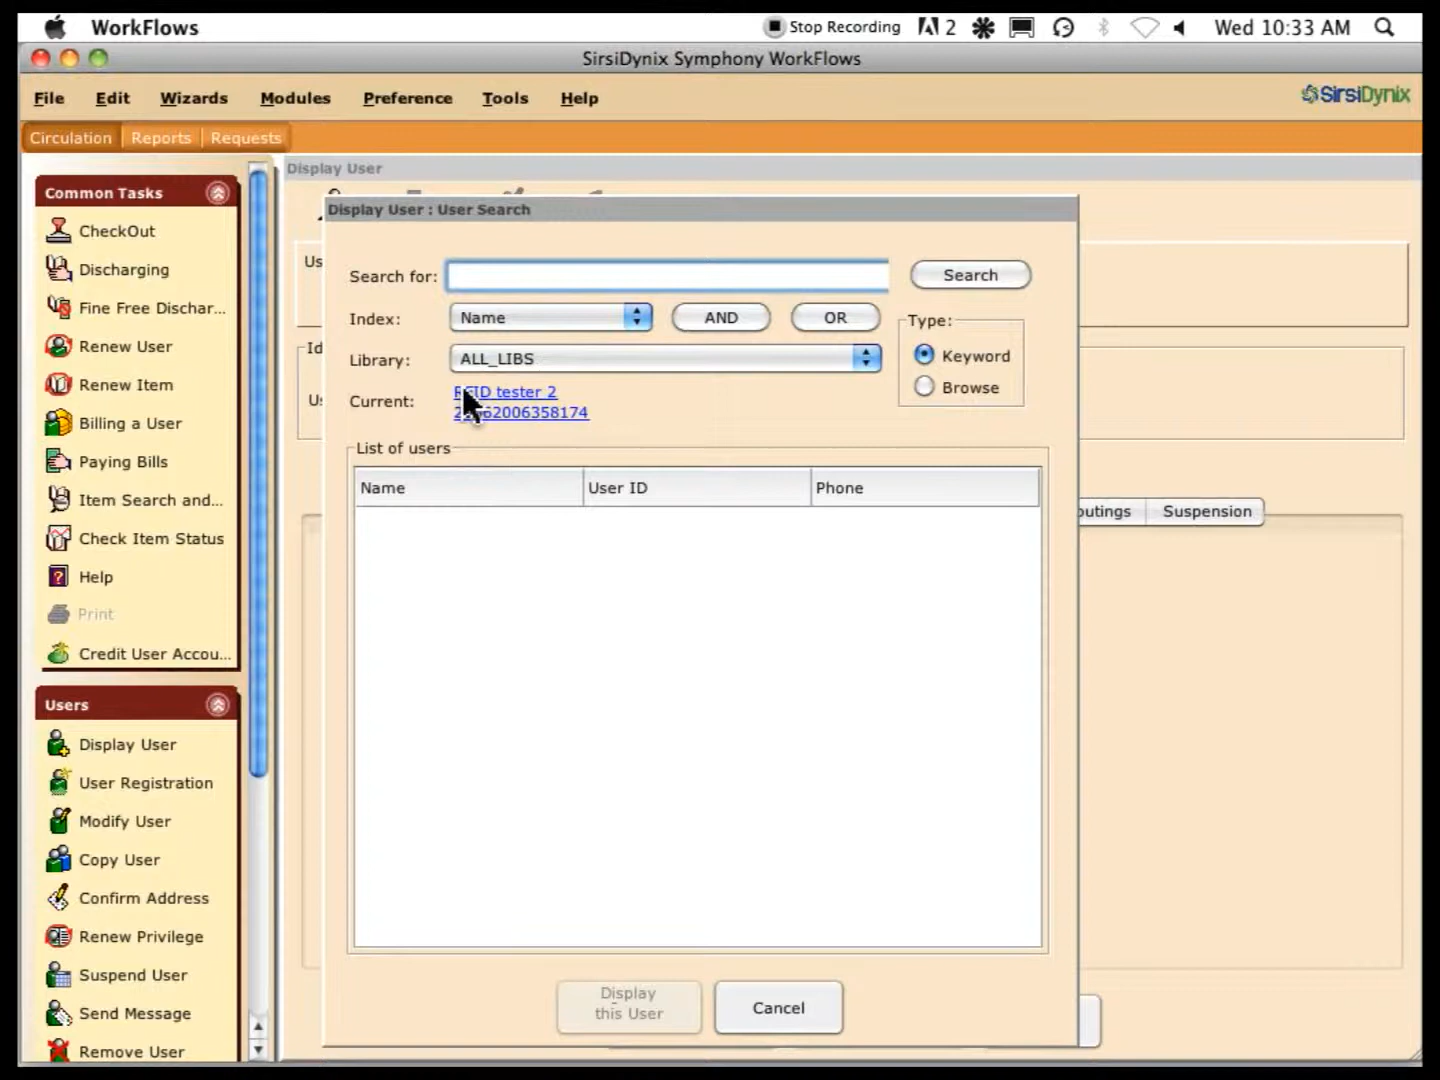 WorkFlows
Stop Recording
2
Wed 10:33 AM
SirsiDynix Symphony WorkFlows
File Edit Wizards Modules Preference Tools Help
SirsiDynix
Circulation Reports Requests
Display User
Common Tasks
CheckOut
Discharging
Fine Free Dischar...
Renew User
Renew Item
Billing a User
Paying Bills
Item Search and...
Check Item Status
Help
Print
Credit User Accou...
Users
Display User
User Registration
Modify User
Copy User
Confirm Address
Renew Privilege
Suspend User
Send Message
Remove User
Display User : User Search
Search for:
Search
Index: Name AND OR
Type:
Keyword
Browse
Library: ALL_LIBS
Current:
tester 2
List of users
Name User ID Phone
Suspension
Display
this User
Cancel